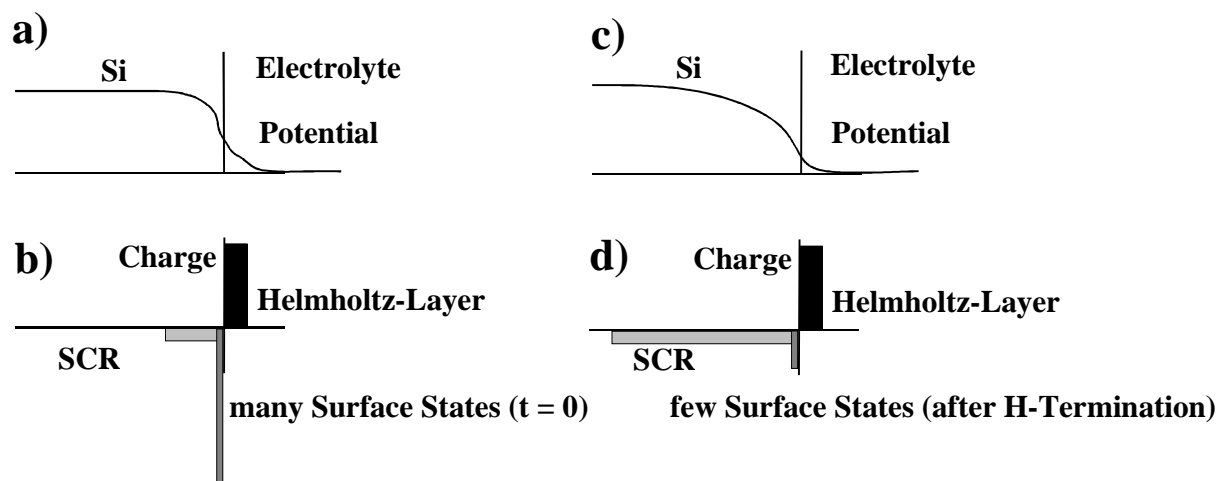 a)
Si
Electrolyte
Potential
b)
Charge
Helmholtz-Layer
SCR
many Surface States (t = 0)
c)
Si
Electrolyte
Potential
d)
Charge
Helmholtz-Layer
SCR
few Surface States (after H-Termination)